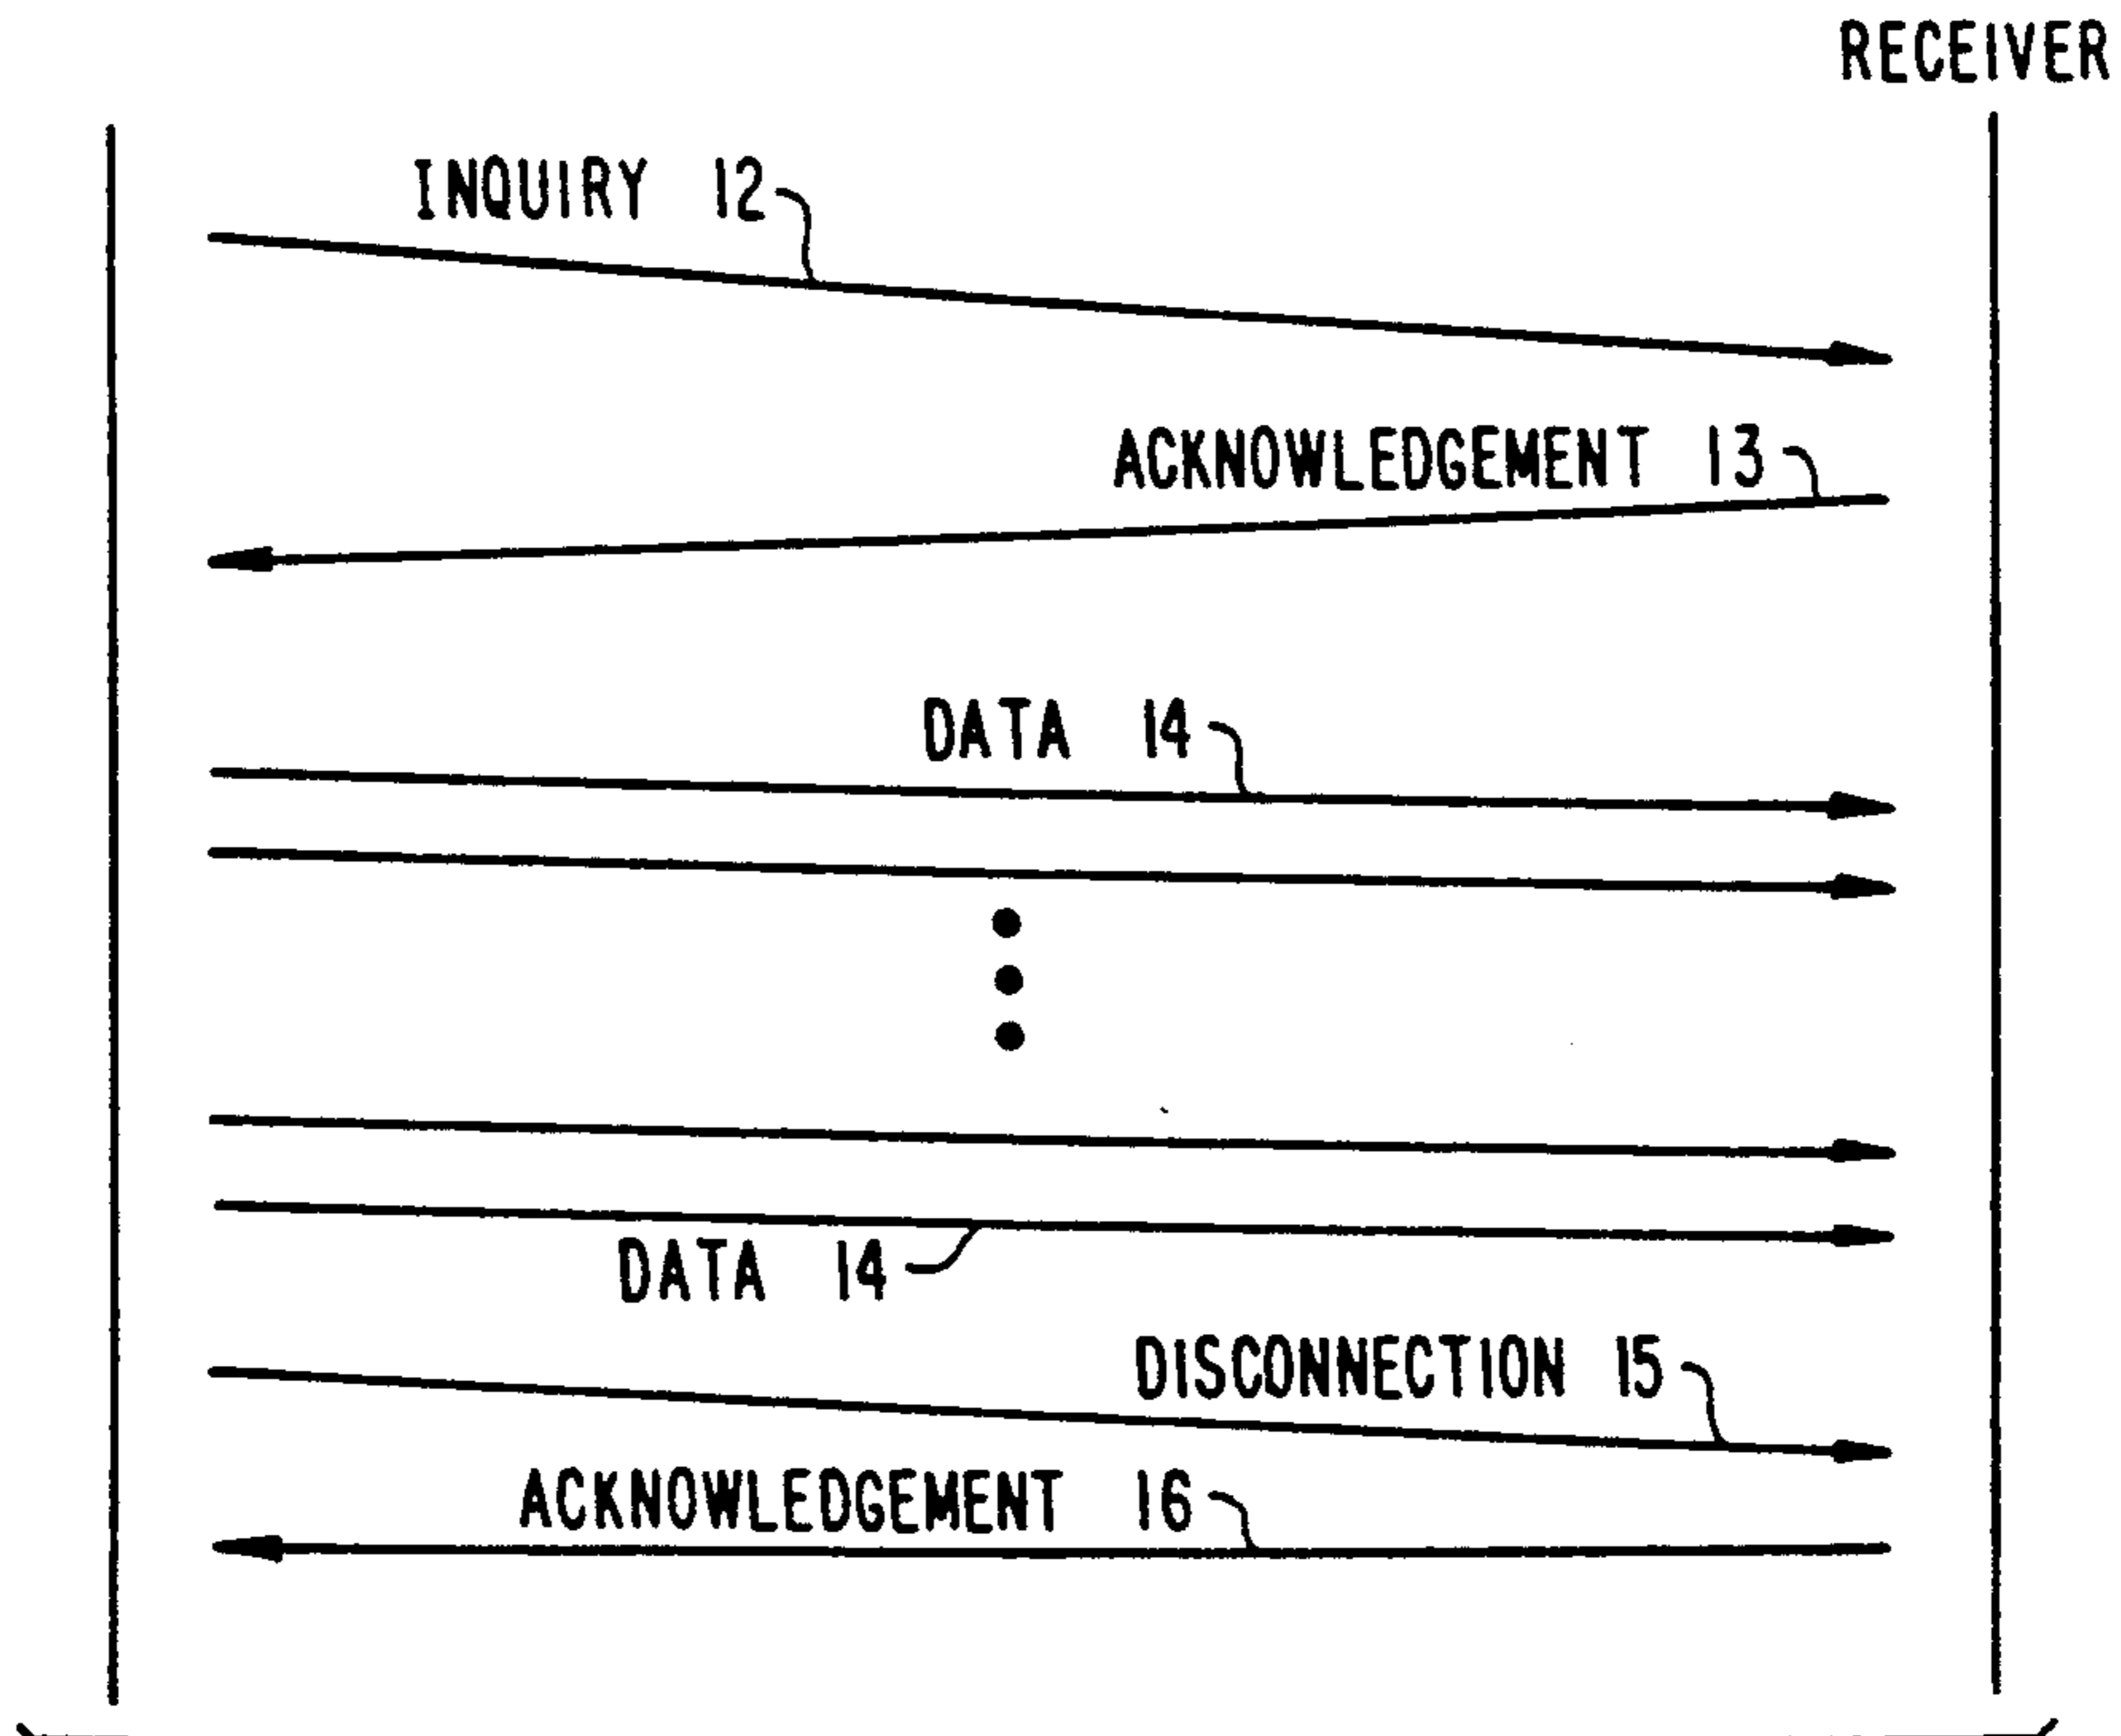 RECEIVER
INQUIRY 12
ACKNOWLEDGEMENT 13
DATA 14
DATA 14
DISCONNECTION 15
ACKNOWLEDGEMENT 16